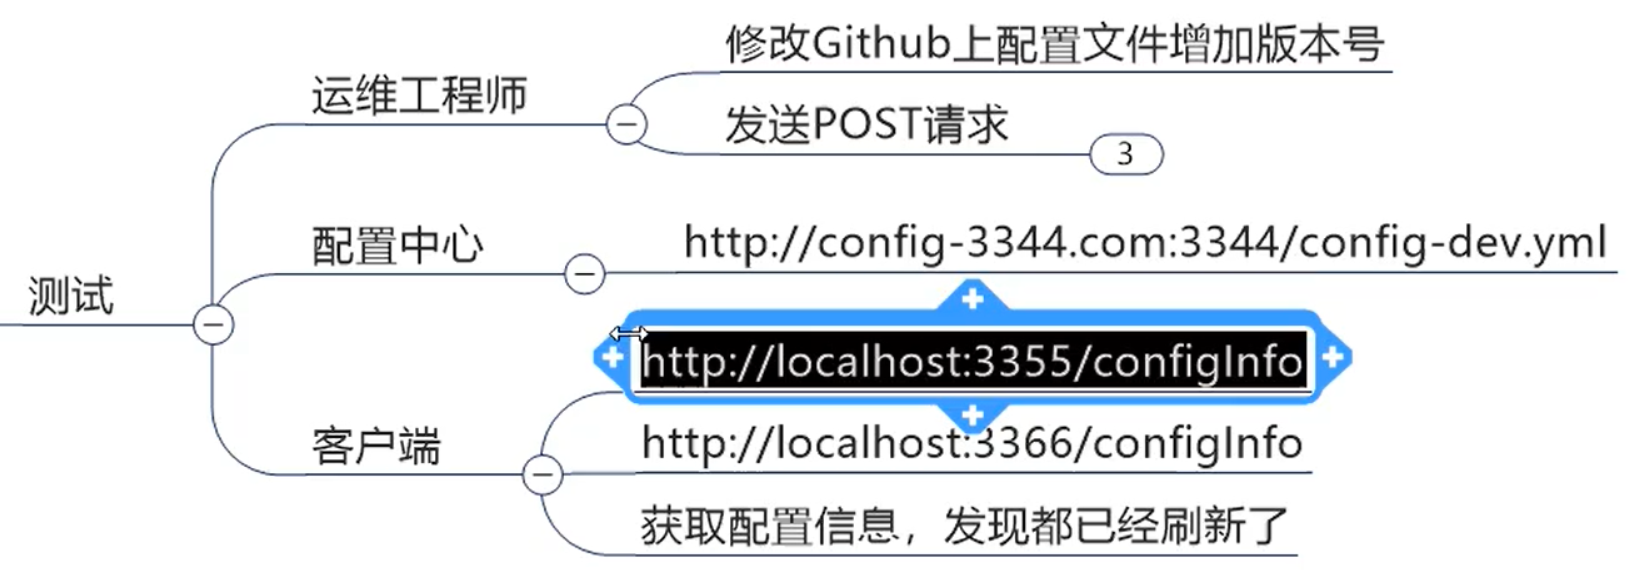 修改Github上配置文件增加版本号
运维工程师
发送POST请求
3
配置中心
http://config-3344.com:3344/config-dev.yml
测试
http://localhost:3355/configInfo
客户端
http://localhost:3366/configInfo
获取配置信息，发现都已经刷新了